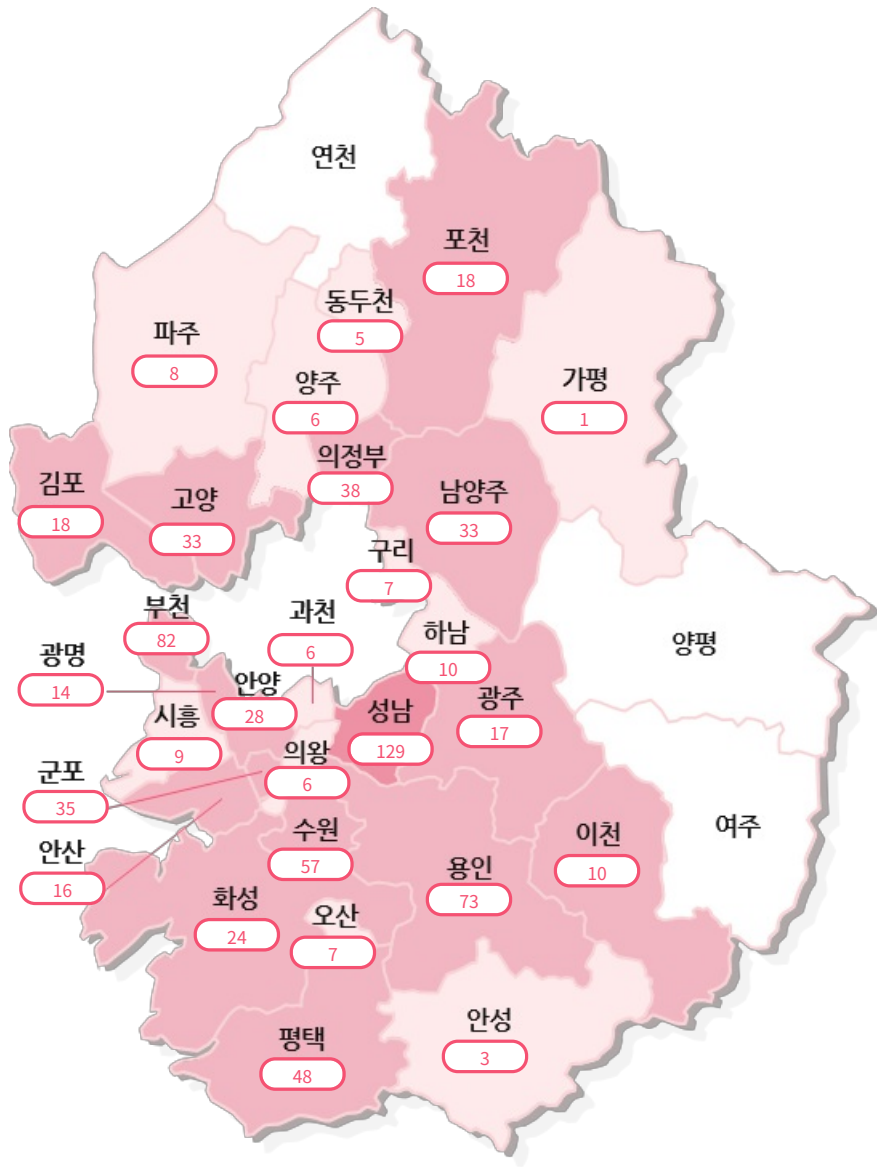 연천
포천
18
동두천
5
파주
8
양주
6
가평
1
의정부
38
김포
18
고양
33
남양주
33
구리
7
부천
82
과천
6
하남
10
양평
광명
14
안양
28
시흥
9
성남
129
광주
17
의왕
6
군포
35
수원
57
이천
10
여주
안산
16
용인
73
화성
24
오산
7
안성
3
평택
48